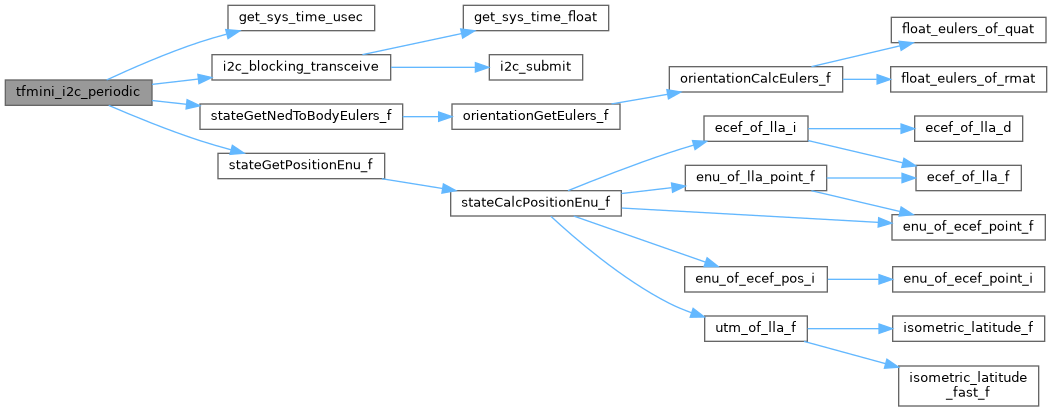 get_sys_time_usec
get_sys_time_float
float_eulers_of_quat
i2c_blocking_transceive
i2c_submit
orientationCalcEulers_f
float_eulers_of_rmat
tfmini_i2c_periodic
stateGetNedToBodyEulers_f
orientationGetEulers_f
ecef_of_lla_i
ecef_of_lla_d
stateGetPositionEnu_f
enu_of_lla_point_f
ecef_of_lla_f
stateCalcPositionEnu_f
enu_of_ecef_point_f
enu_of_ecef_pos_i
enu_of_ecef_point_i
utm_of_lla_f
isometric_latitude_f
isometric_latitude
_fast_f